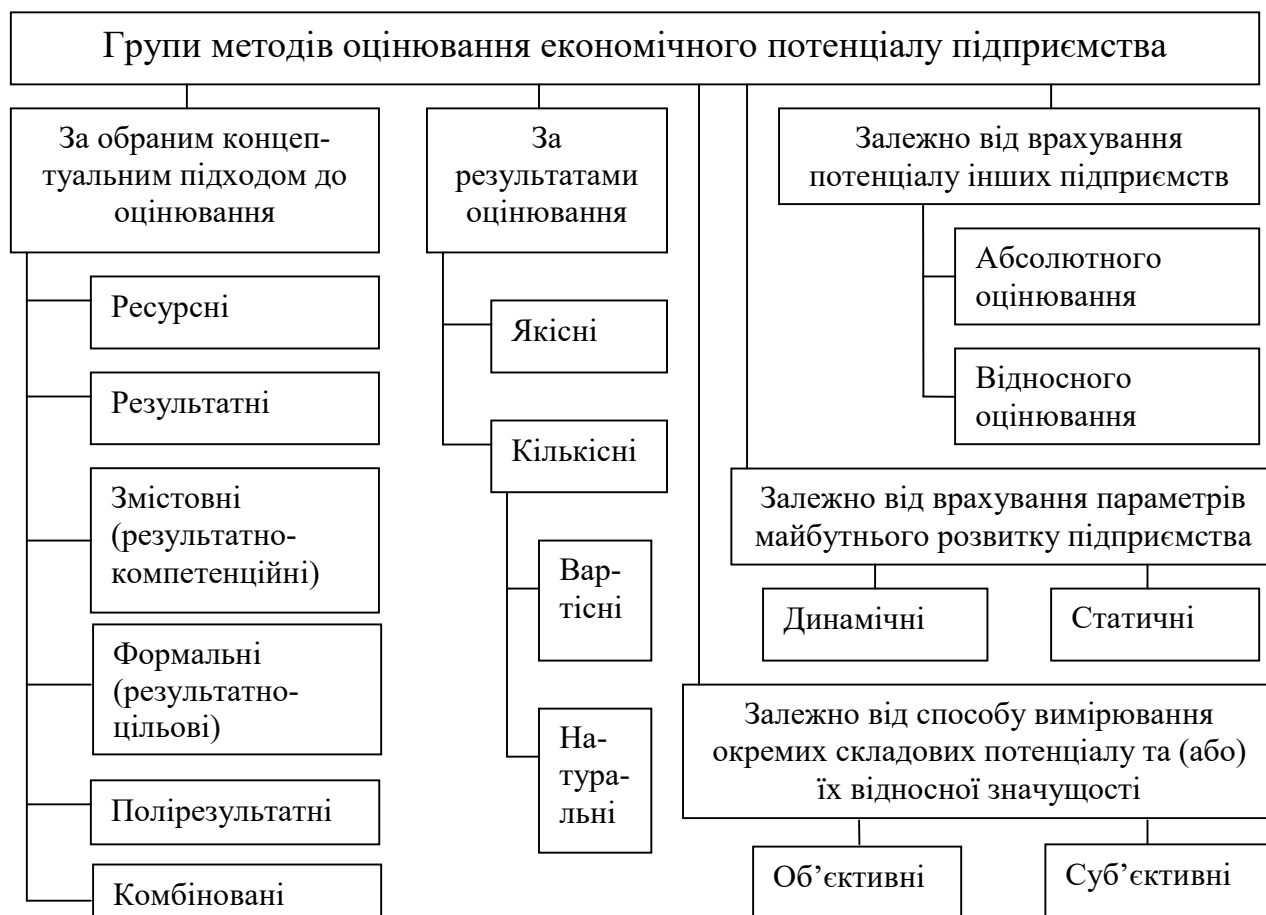 Групи методів оцінювання економічного потенціалу підприємства
За обраним концеп-
туальним підходом до
оцінювання
Ресурсні
Результатні
Змістовні
(результатно-
компетенційні)
Формальні
(результатно-
цільові)
Полірезультатні
Комбіновані
За
результатами
оцінювання
Якісні
Кількісні
Вар-
тісні
На-
тура-
льні
Залежно від врахування
потенціалу інших підприємств
Абсолютного
оцінювання
Відносного
оцінювання
Залежно від врахування параметрів
майбутнього розвитку підприємства
Динамічні
Статичні
Залежно від способу вимірювання
окремих складових потенціалу та (або)
їх відносної значущості
Об’єктивні
Суб’єктивні